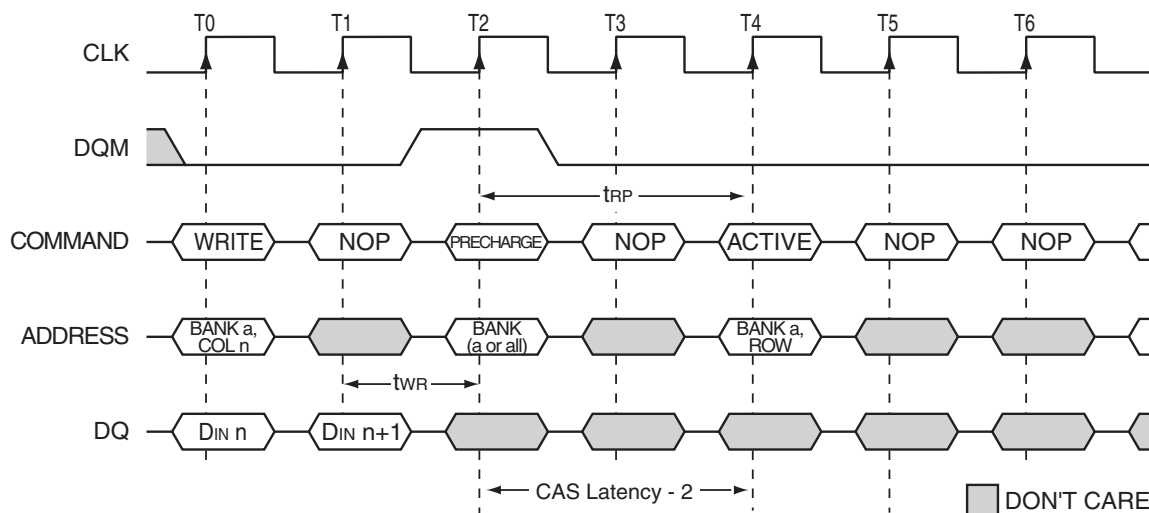 T0 T1 T2 T3 T4 T5 T6
CLK
DQM
tRP
COMMAND WRITE NOP PRECHARGE NOP ACTIVE NOP NOP
ADDRESS BANK a, BANK BANK a,
COL n (a or all) ROW
tWR
DQ DIN n DIN n+1
CAS Latency - 2
DON'T CARE